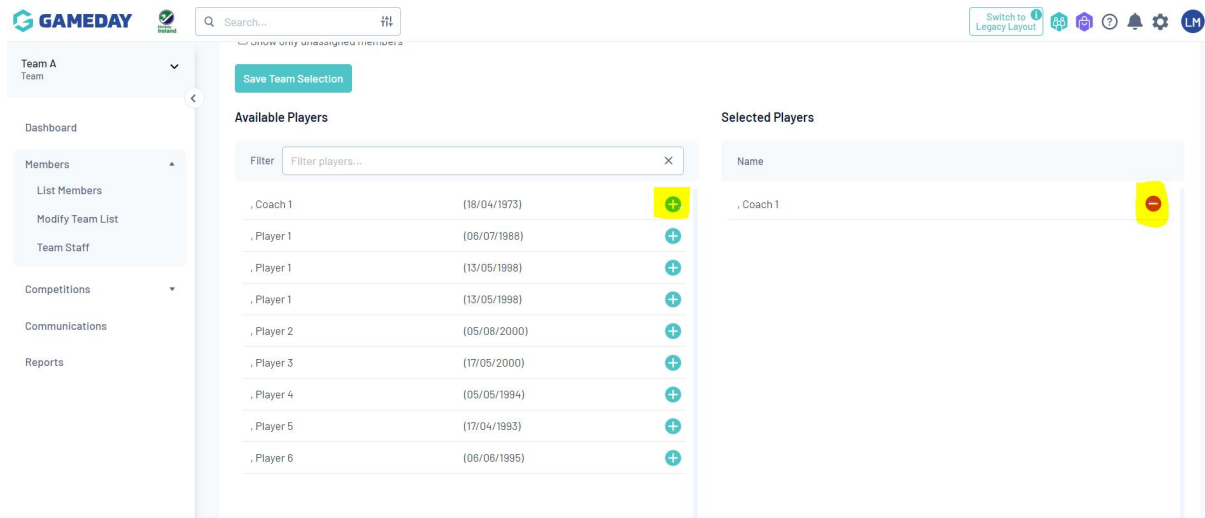 GAMEDAY
Hockey
Ireland
Search...
Switch to
Legacy Layout
i
LM
Team A
Team
Dashboard
Members
List Members
Modify Team List
Team Staff
Competitions
Communications
Reports
Show only unassigned members
Save Team Selection
Available Players
Filter Filter players...
, Coach 1 (18/04/1973)
, Player 1 (06/07/1988)
, Player 1 (13/05/1998)
, Player 1 (13/05/1998)
, Player 2 (05/08/2000)
, Player 3 (17/05/2000)
, Player 4 (05/05/1994)
, Player 5 (17/04/1993)
, Player 6 (06/06/1995)
Selected Players
Name
, Coach 1